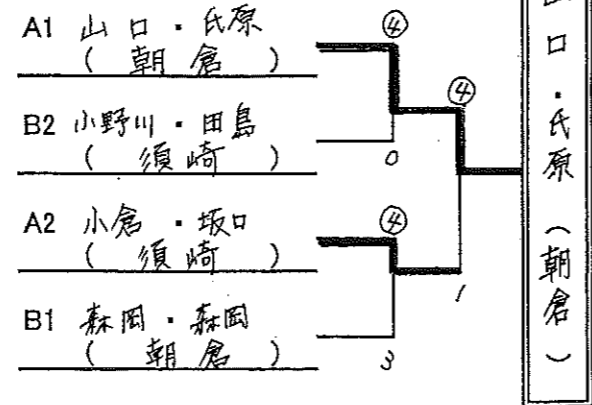 A1 山口・氏原
(朝倉)
④
B2 小野川・田島
(須崎)
0
④
A2 小倉・坂口
(須崎)
④
1
B1 森岡・森岡
(朝倉)
3
山口・氏原(朝倉)